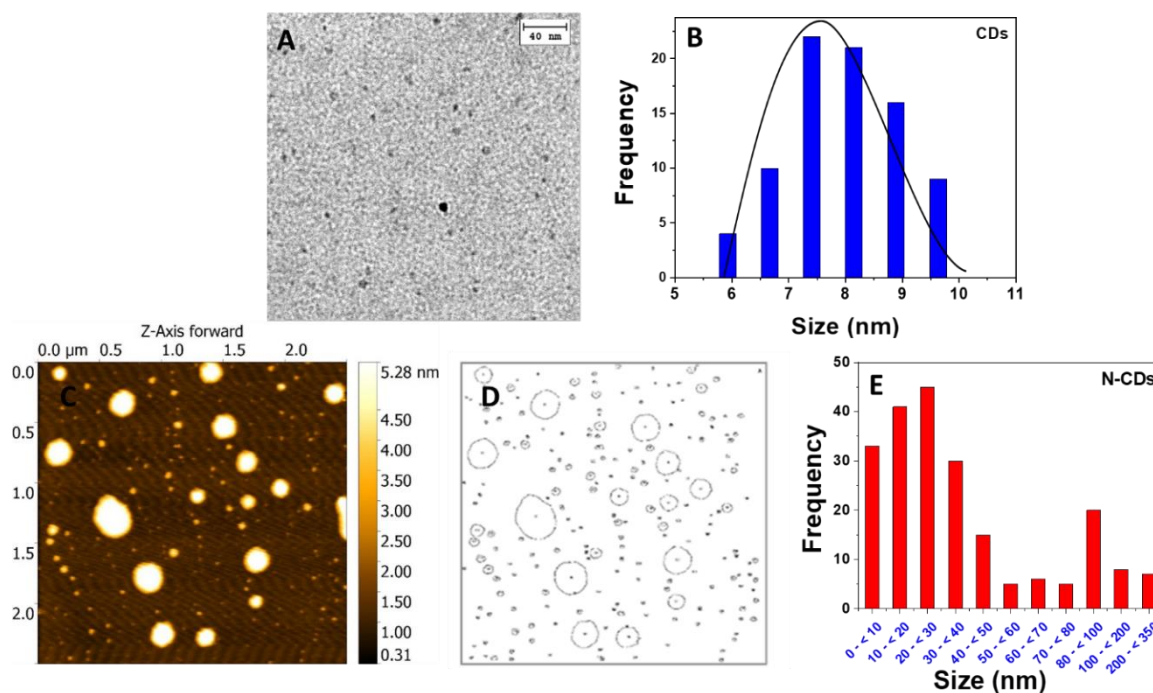 A
40 nm
B
CDs
Frequency
20
15
10
5
0
5 6 7 8 9 10 11
Size (nm)
Z-Axis forward
0.0 µm 0.5 1.0 1.5 2.0
0.0
0.5
1.0
1.5
2.0
C
5.28 nm
4.00
3.50
3.00
2.50
2.00
1.50
1.00
0.31
D
E
N-CDs
Frequency
50
40
30
20
10
0
0 - < 10
10 - < 20
20 - < 30
30 - < 40
40 - < 50
50 - < 60
60 - < 70
70 - < 80
80 - < 100
100 - < 200
200 - < 350
Size (nm)